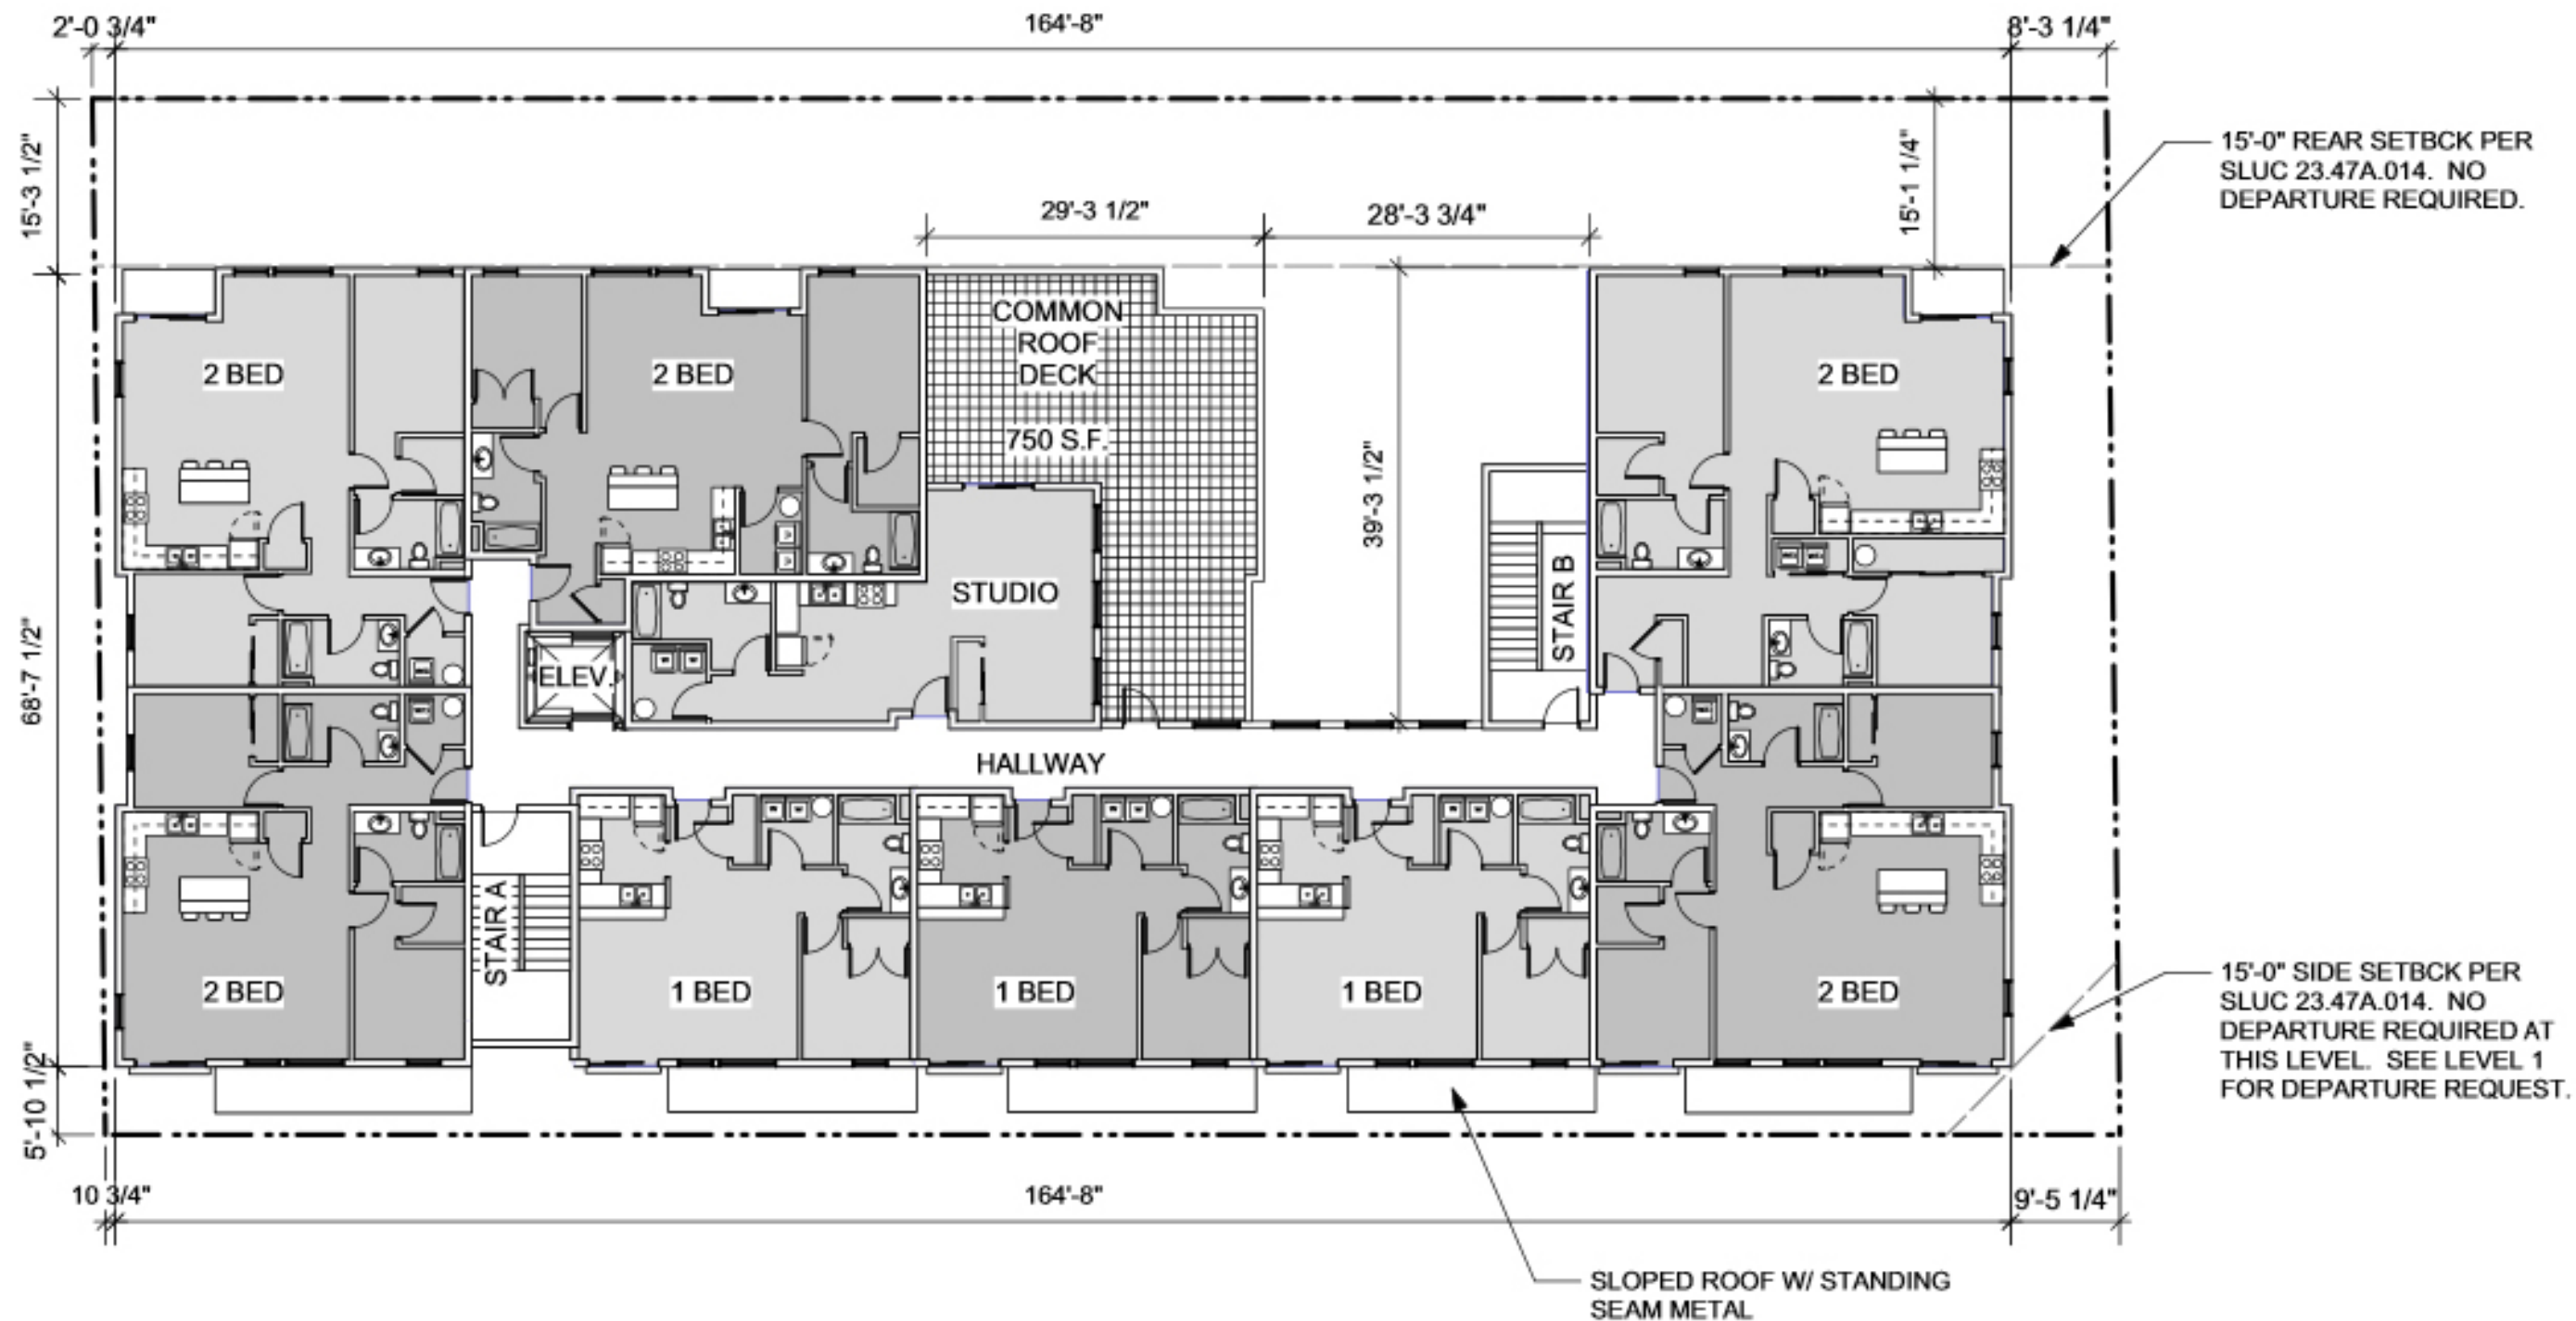 2'-0 3/4"
164'-8"
8'-3 1/4"
15'-3 1/2"
15'-1 1/4"
15'-0" REAR SETBCK PER
SLUC 23.47A.014.  NO
DEPARTURE REQUIRED.
29'-3 1/2"
28'-3 3/4"
COMMON
ROOF
DECK
750 S.F.
2 BED
2 BED
2 BED
39'-3 1/2"
STUDIO
STAIR B
68'-7 1/2"
ELEV.
HALLWAY
STAIR A
2 BED
1 BED
1 BED
1 BED
2 BED
15'-0" SIDE SETBCK PER
SLUC 23.47A.014.  NO
DEPARTURE REQUIRED AT
THIS LEVEL.  SEE LEVEL 1
FOR DEPARTURE REQUEST.
5'-10 1/2"
10 3/4"
164'-8"
9'-5 1/4"
SLOPED ROOF W/ STANDING
SEAM METAL